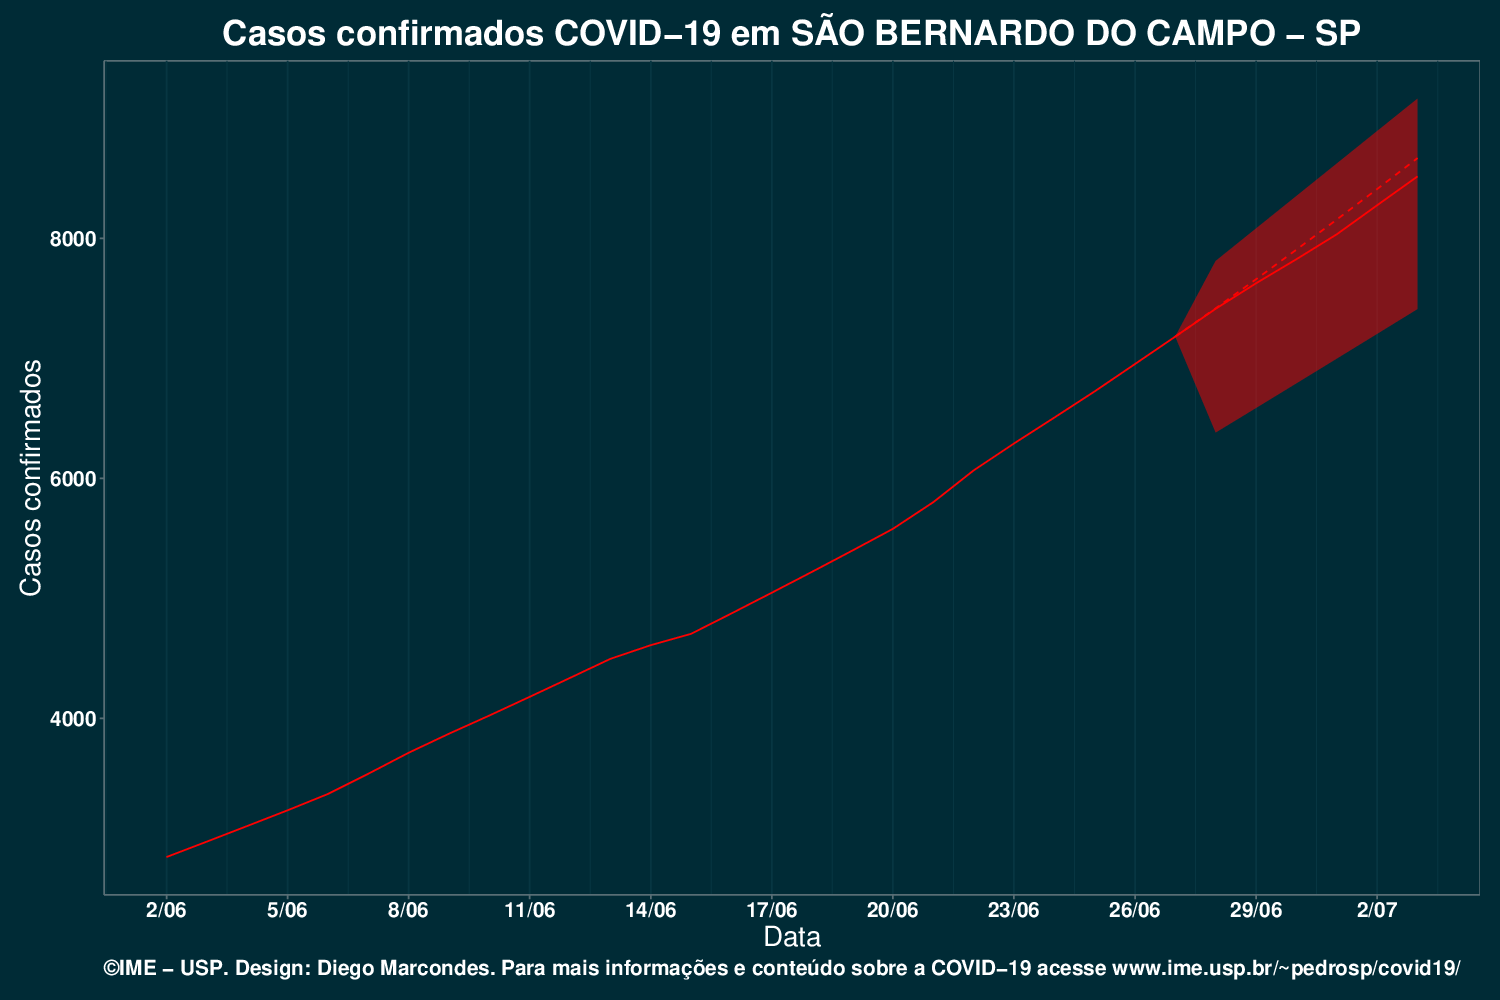 Casos confirmados COVID−19 em SÃO BERNARDO DO CAMPO − SP
Casos confirmados
8000
6000
4000
2/06 5/06 8/06 11/06 14/06 17/06 20/06 23/06 26/06 29/06 2/07
Data
©IME − USP. Design: Diego Marcondes. Para mais informações e conteúdo sobre a COVID−19 acesse www.ime.usp.br/~pedrosp/covid19/